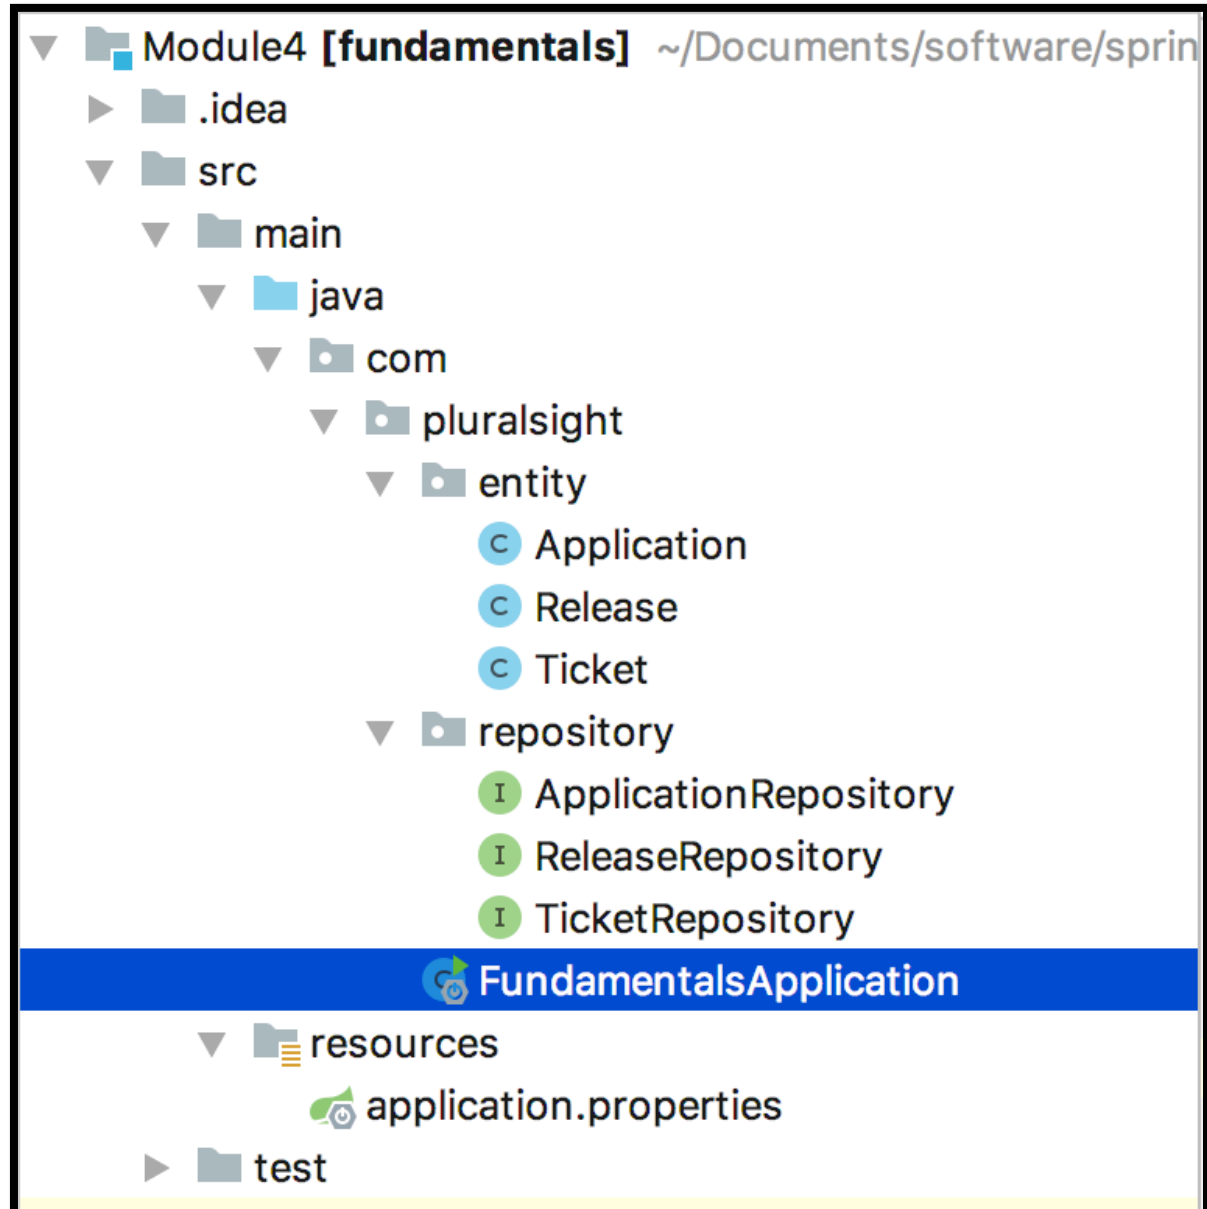 Module4 [fundamentals] ~/Documents/software/sprin
.idea
src
main
java
com
pluralsight
entity
C Application
C Release
C Ticket
repository
I ApplicationRepository
I ReleaseRepository
I TicketRepository
C FundamentalsApplication
resources
application.properties
test